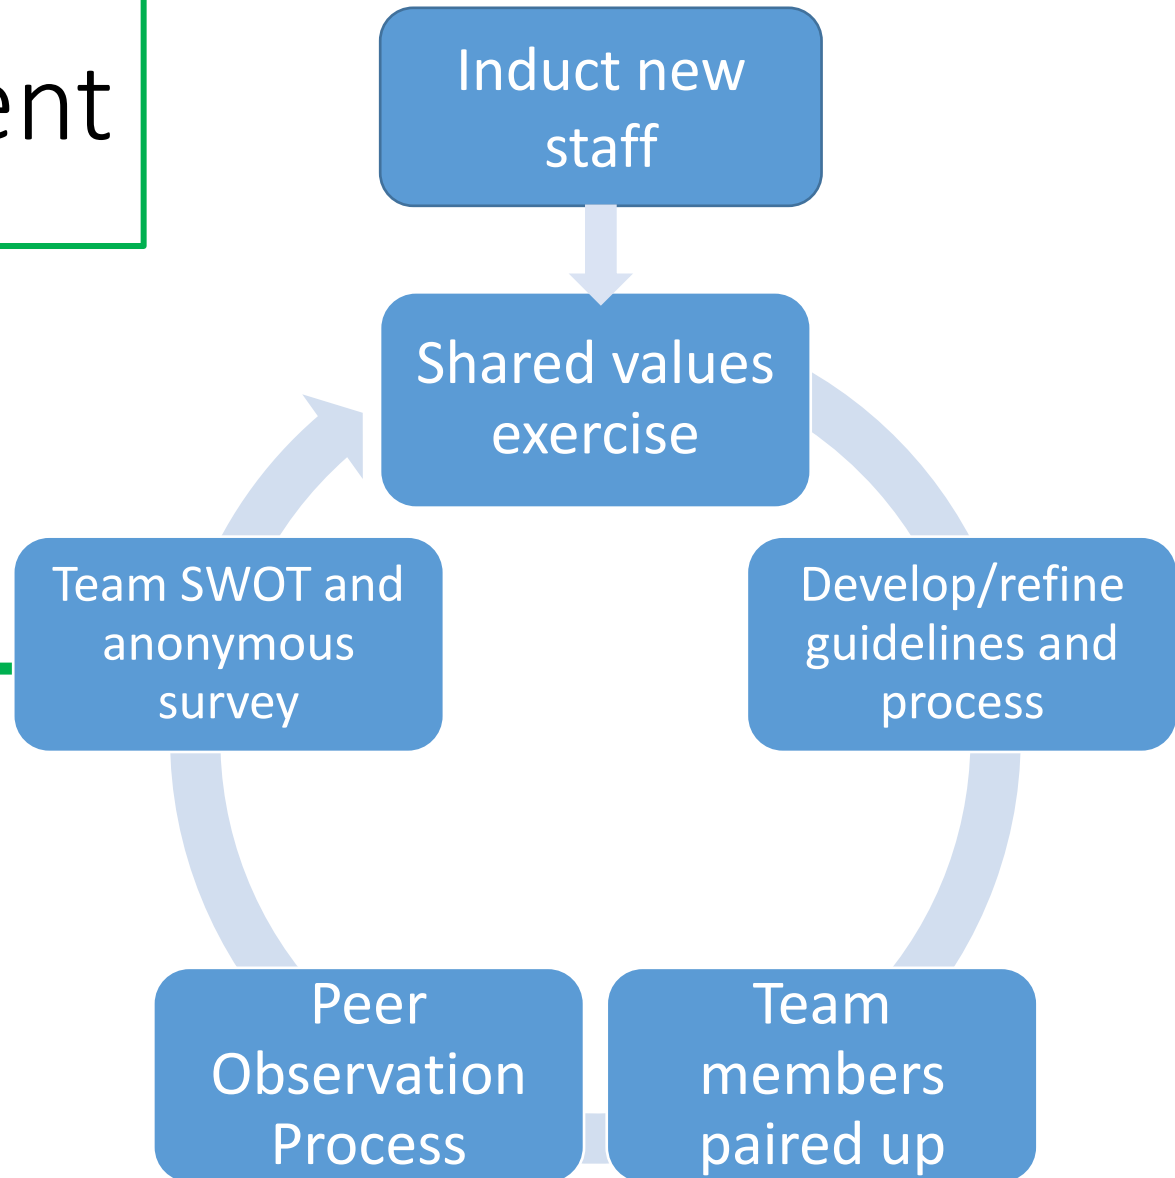 ent
Induct new
staff
Shared values
exercise
Develop/refine
guidelines and
process
Team
members
paired up
Peer
Observation
Process
Team SWOT and
anonymous
survey